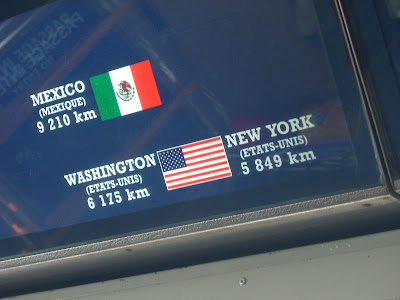 MEXICO
(MEXIQUE)
9 210 km
WASHINGTON
(ETATS-UNIS)
6 175 km
NEW YORK
(ETATS-UNIS)
5 849 km